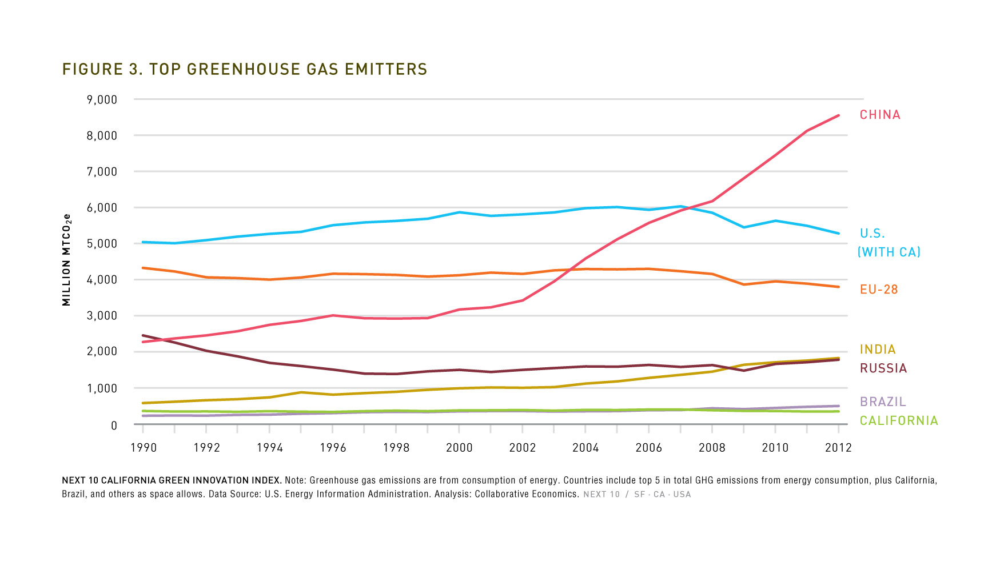 FIGURE 3. TOP GREENHOUSE GAS EMITTERS
9,000
8,000
7,000
6,000
5,000
4,000
3,000
2,000
1,000
0
MILLION MTCO₂e
CHINA
U.S.
(WITH CA)
EU-28
INDIA
RUSSIA
BRAZIL
CALIFORNIA
1990 1992 1994 1996 1998 2000 2002 2004 2006 2008 2010 2012
NEXT 10 CALIFORNIA GREEN INNOVATION INDEX. Note: Greenhouse gas emissions are from consumption of energy. Countries include top 5 in total GHG emissions from energy consumption, plus California,
Brazil, and others as space allows. Data Source: U.S. Energy Information Administration. Analysis: Collaborative Economics. NEXT 10 / SF · CA · USA